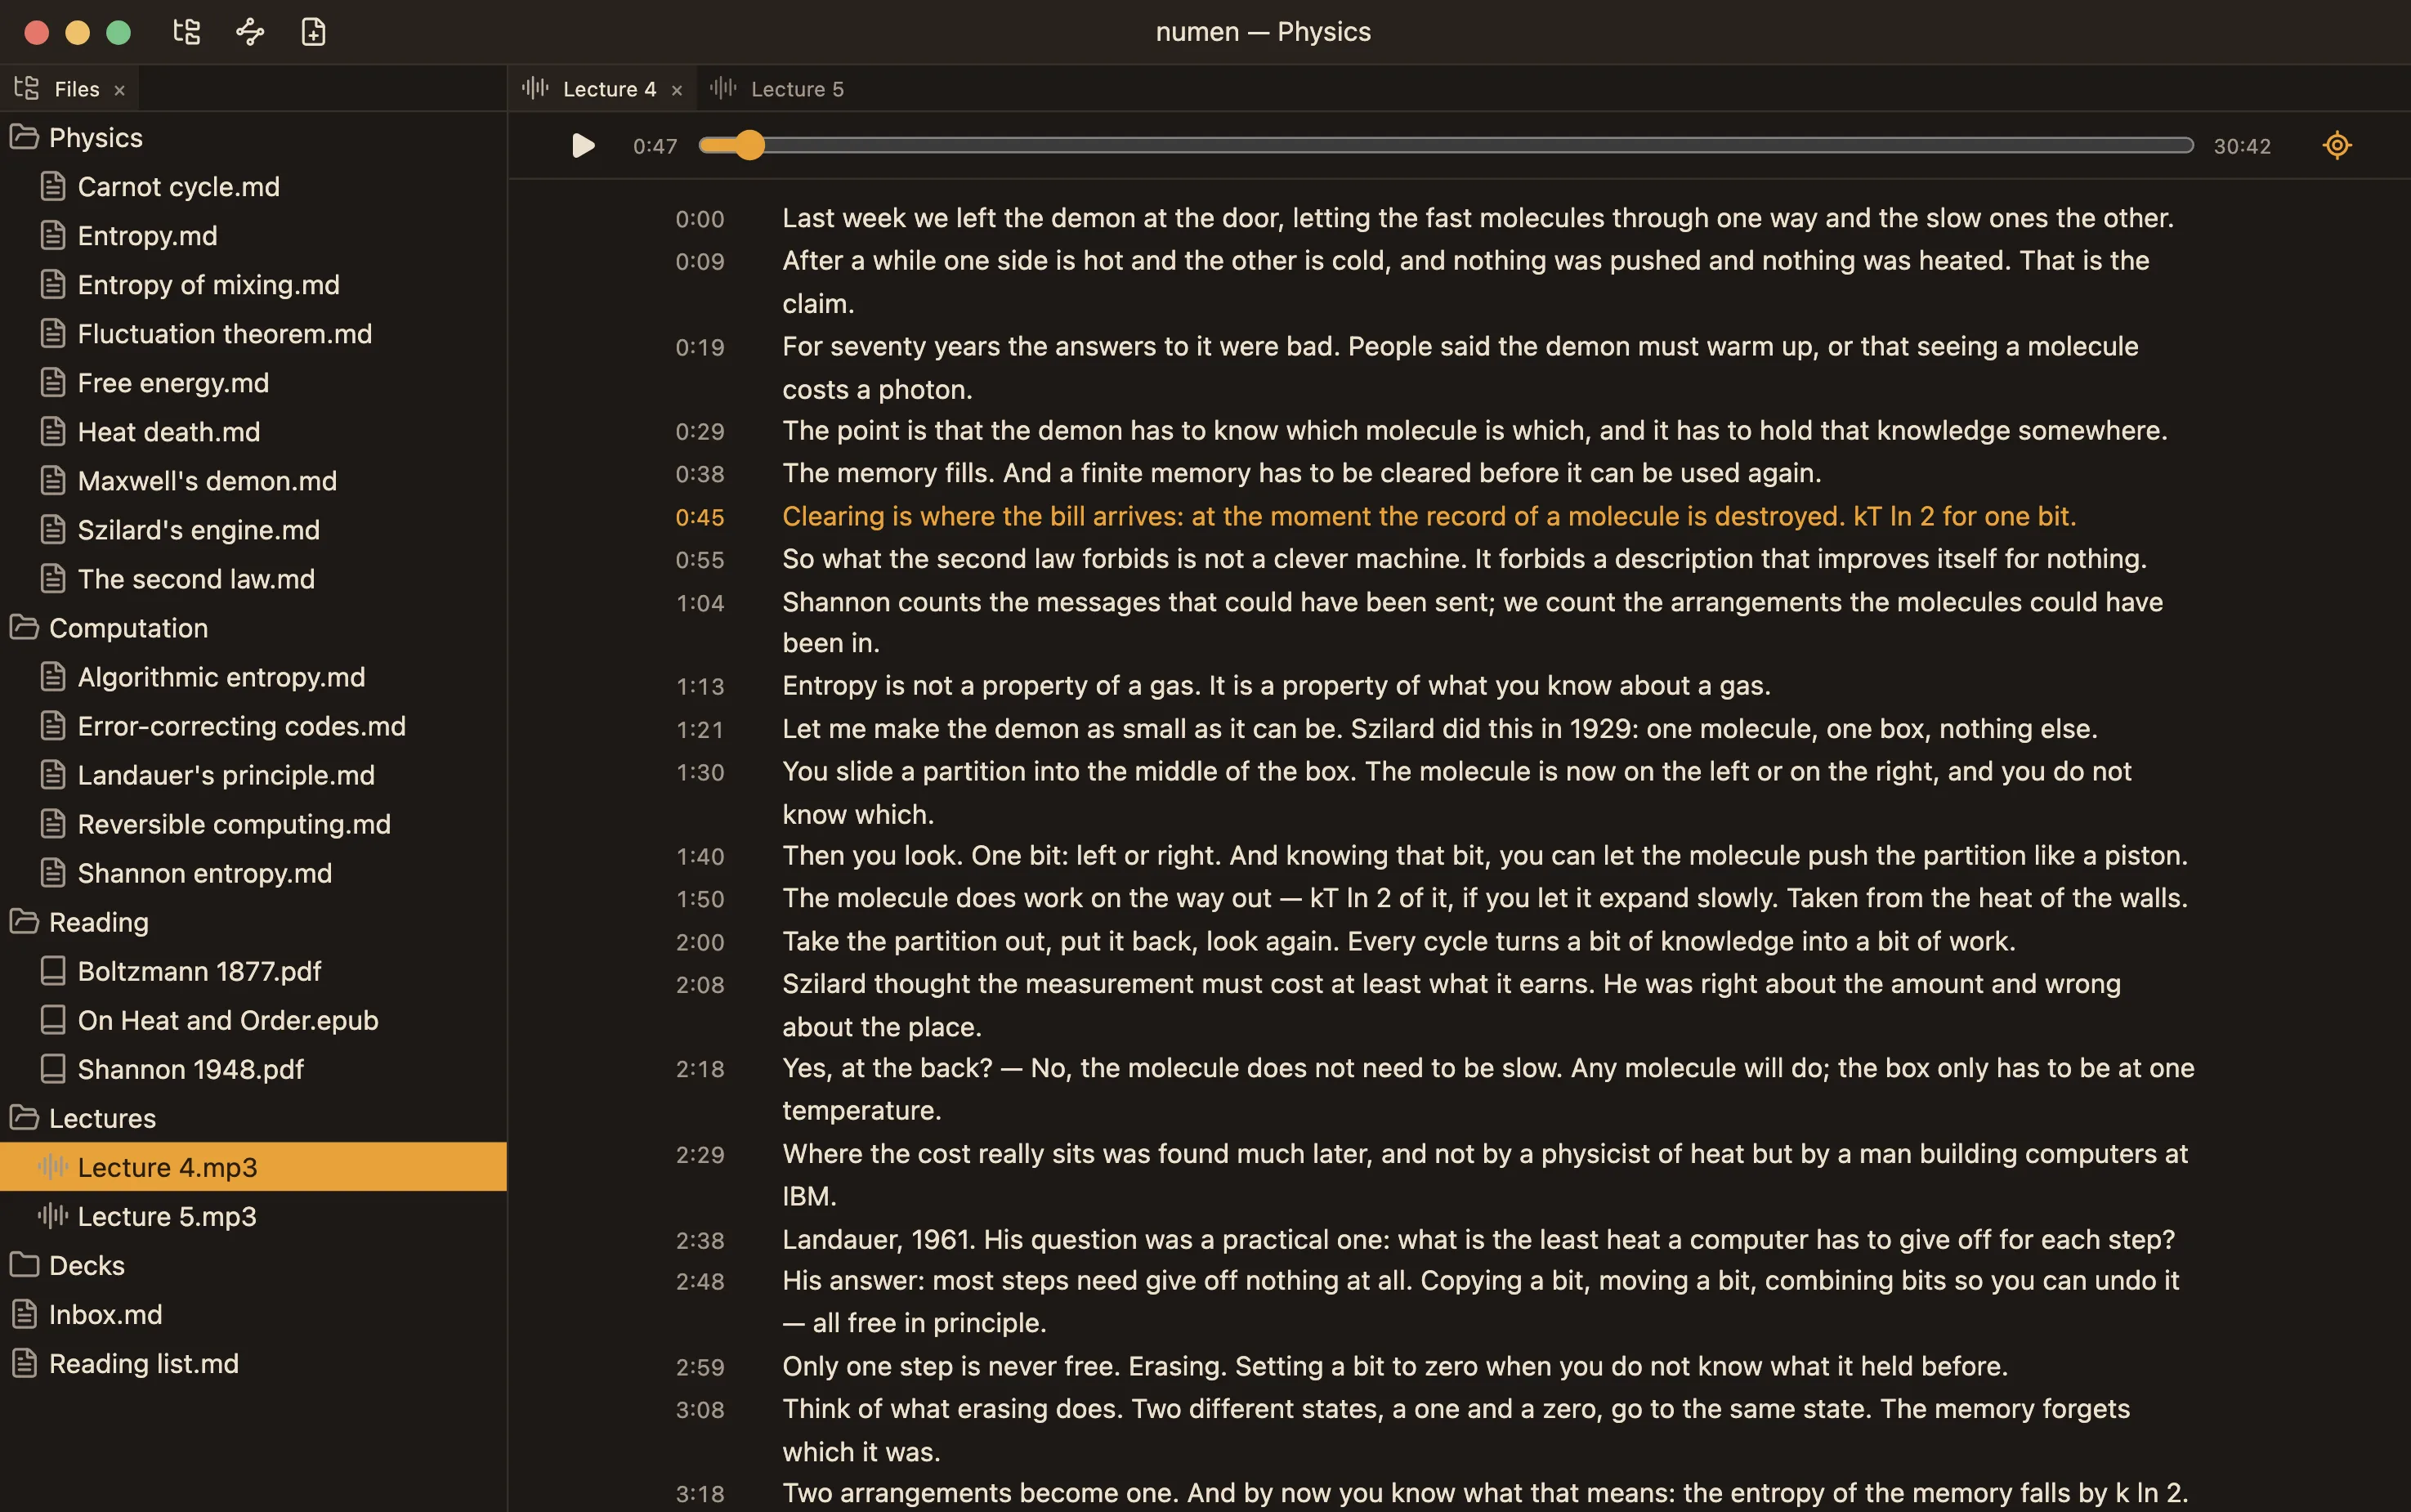 numen — Physics
Files
Lecture 4
Lecture 5
0:47
30:42
Physics
Carnot cycle.md
Entropy.md
Entropy of mixing.md
Fluctuation theorem.md
Free energy.md
Heat death.md
Maxwell's demon.md
Szilard's engine.md
The second law.md
Computation
Algorithmic entropy.md
Error-correcting codes.md
Landauer's principle.md
Reversible computing.md
Shannon entropy.md
Reading
Boltzmann 1877.pdf
On Heat and Order.epub
Shannon 1948.pdf
Lectures
Lecture 4.mp3
Lecture 5.mp3
Decks
Inbox.md
Reading list.md
0:00 Last week we left the demon at the door, letting the fast molecules through one way and the slow ones the other.
0:09 After a while one side is hot and the other is cold, and nothing was pushed and nothing was heated. That is the
claim.
0:19 For seventy years the answers to it were bad. People said the demon must warm up, or that seeing a molecule
costs a photon.
0:29 The point is that the demon has to know which molecule is which, and it has to hold that knowledge somewhere.
0:38 The memory fills. And a finite memory has to be cleared before it can be used again.
0:45 Clearing is where the bill arrives: at the moment the record of a molecule is destroyed. kT ln 2 for one bit.
0:55 So what the second law forbids is not a clever machine. It forbids a description that improves itself for nothing.
1:04 Shannon counts the messages that could have been sent; we count the arrangements the molecules could have
been in.
1:13 Entropy is not a property of a gas. It is a property of what you know about a gas.
1:21 Let me make the demon as small as it can be. Szilard did this in 1929: one molecule, one box, nothing else.
1:30 You slide a partition into the middle of the box. The molecule is now on the left or on the right, and you do not
know which.
1:40 Then you look. One bit: left or right. And knowing that bit, you can let the molecule push the partition like a piston.
1:50 The molecule does work on the way out — kT ln 2 of it, if you let it expand slowly. Taken from the heat of the walls.
2:00 Take the partition out, put it back, look again. Every cycle turns a bit of knowledge into a bit of work.
2:08 Szilard thought the measurement must cost at least what it earns. He was right about the amount and wrong
about the place.
2:18 Yes, at the back? — No, the molecule does not need to be slow. Any molecule will do; the box only has to be at one
temperature.
2:29 Where the cost really sits was found much later, and not by a physicist of heat but by a man building computers at
IBM.
2:38 Landauer, 1961. His question was a practical one: what is the least heat a computer has to give off for each step?
2:48 His answer: most steps need give off nothing at all. Copying a bit, moving a bit, combining bits so you can undo it
— all free in principle.
2:59 Only one step is never free. Erasing. Setting a bit to zero when you do not know what it held before.
3:08 Think of what erasing does. Two different states, a one and a zero, go to the same state. The memory forgets
which it was.
3:18 Two arrangements become one. And by now you know what that means: the entropy of the memory falls by k ln 2.